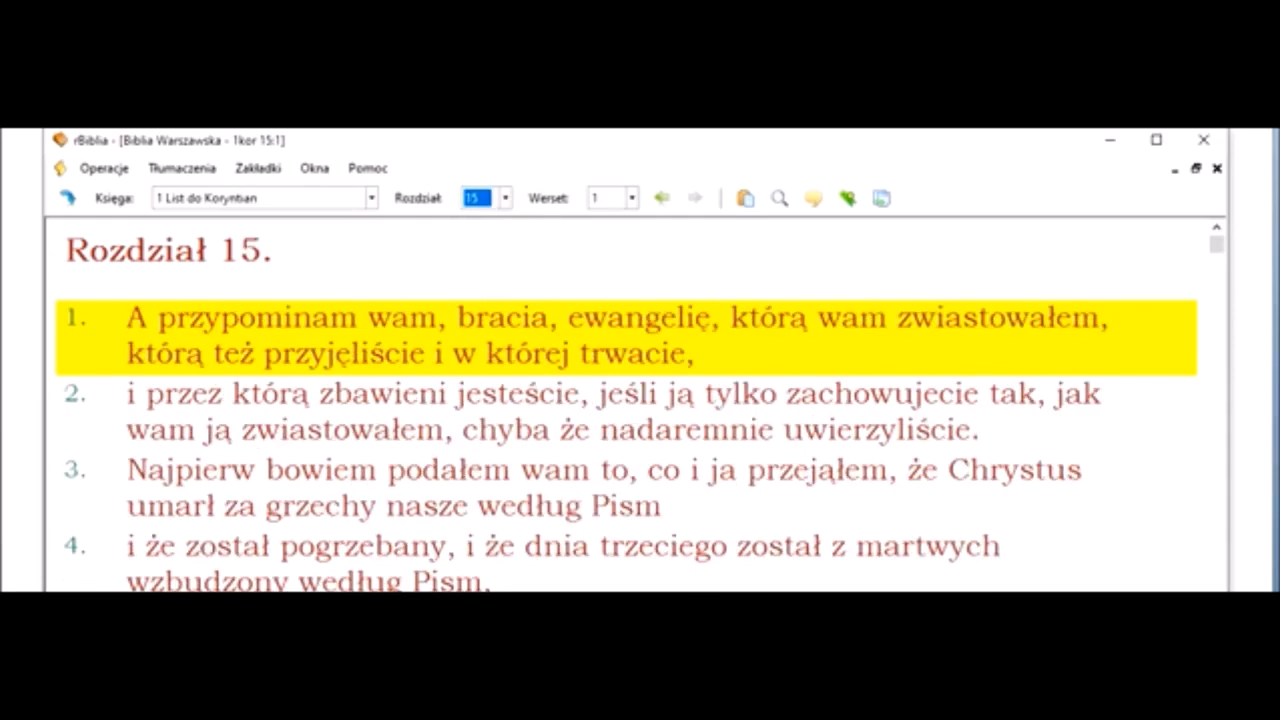 rBiblia - [Biblia Warszawska - 1kor 15:1]
Operacje Tłumaczenia Zakładki Okna Pomoc
Księga: 1 List do Koryntian Rozdział: 15 Werset: 1
Rozdział 15.
1. A przypominam wam, bracia, ewangelię, którą wam zwiastowałem,
którą też przyjęliście i w której trwacie,
2. i przez którą zbawieni jesteście, jeśli ją tylko zachowujecie tak, jak
wam ją zwiastowałem, chyba że nadaremnie uwierzyliście.
3. Najpierw bowiem podałem wam to, co i ja przejąłem, że Chrystus
umarł za grzechy nasze według Pism
4. i że został pogrzebany, i że dnia trzeciego został z martwych
wzbudzony według Pism,